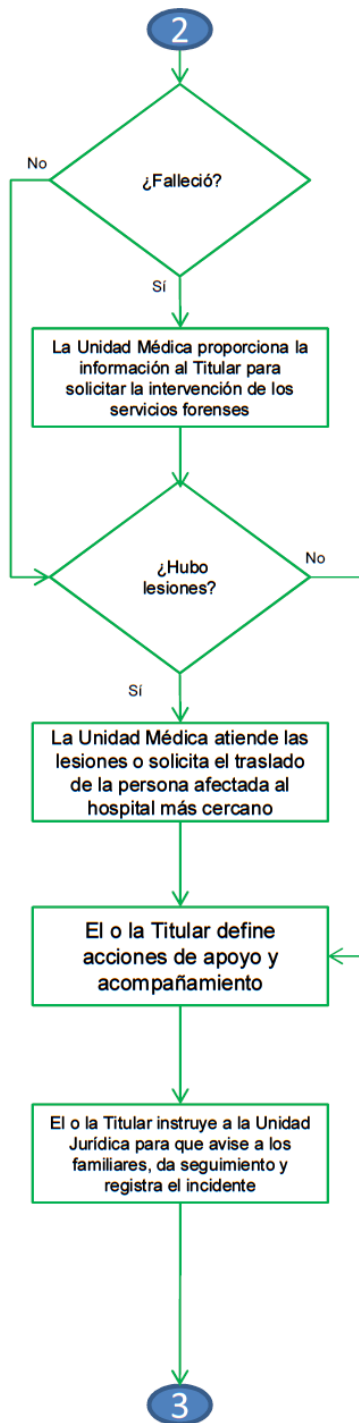 2
¿Falleció?
No
Sí
La Unidad Médica proporciona la
información al Titular para
solicitar la intervención de los
servicios forenses
¿Hubo
lesiones?
No
Sí
La Unidad Médica atiende las
lesiones o solicita el traslado
de la persona afectada al
hospital más cercano
El o la Titular define
acciones de apoyo y
acompañamiento
El o la Titular instruye a la Unidad
Jurídica para que avise a los
familiares, da seguimiento y
registra el incidente
3